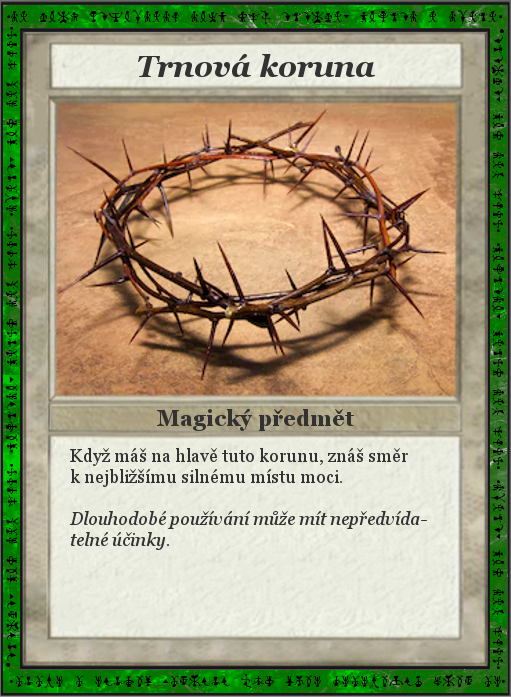 Trnová koruna
Magický předmět
Když máš na hlavě tuto korunu, znáš směr
k nejbližšímu silnému místu moci.
Dlouhodobé používání může mít nepředvída-
telné účinky.